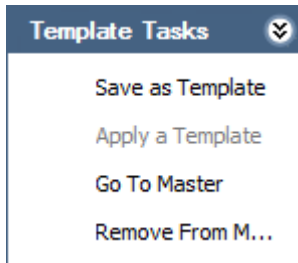 Template Tasks
Save as Template
Apply a Template
Go To Master
Remove From M...